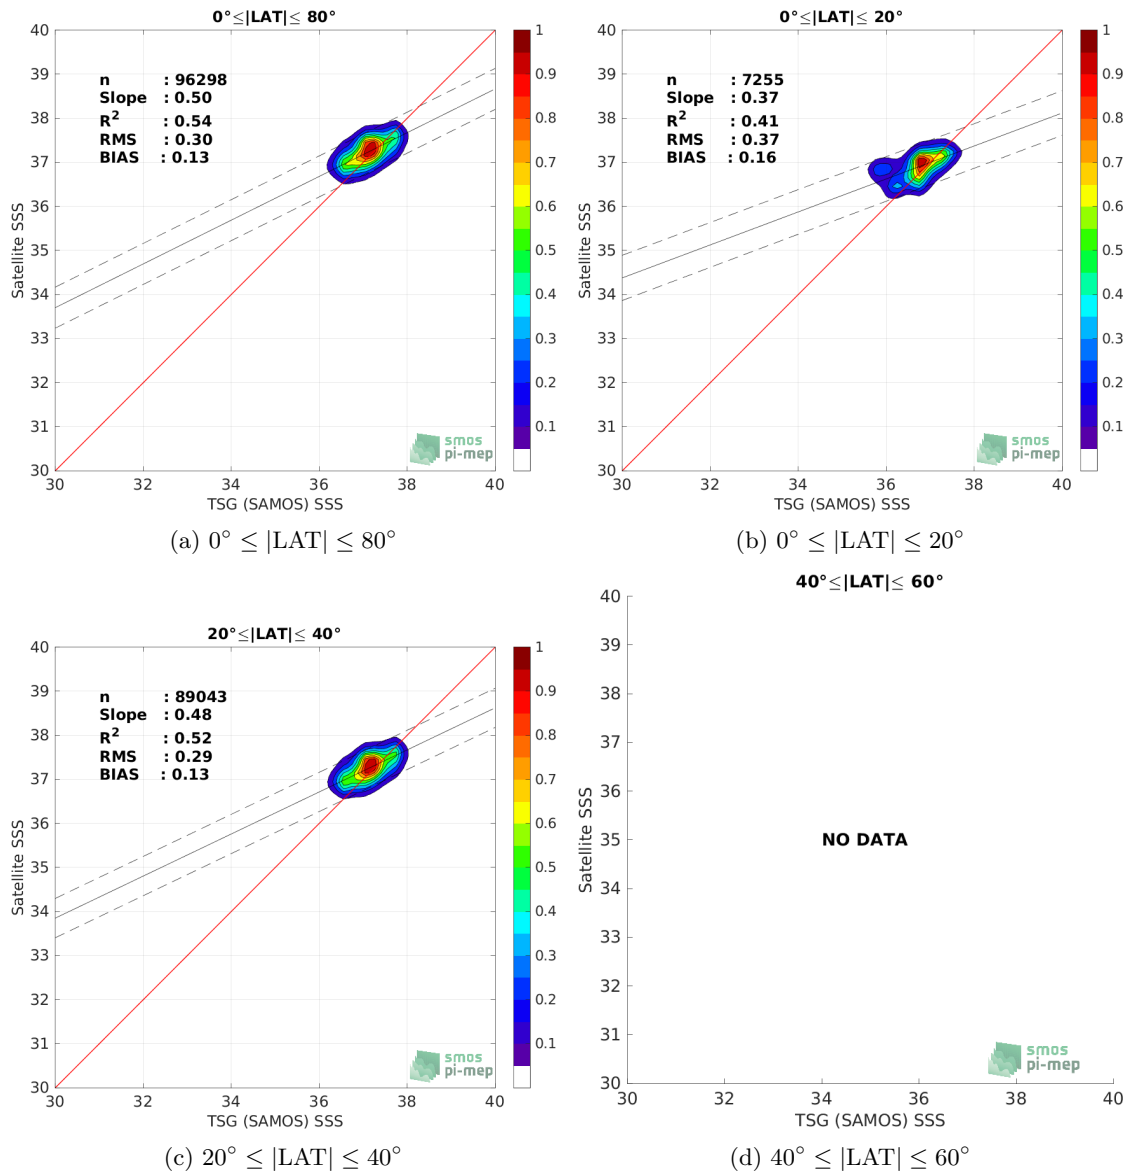 0°≤|LAT|≤ 80°
n : 96298
Slope : 0.50
R2 : 0.54
RMS : 0.30
BIAS : 0.13
40
39
38
37
36
35
34
33
32
31
30
Satellite SSS
30 32 34 36 38 40
TSG (SAMOS) SSS
1
0.9
0.8
0.7
0.6
0.5
0.4
0.3
0.2
0.1
smos
pi-mep
(a) 0° ≤ |LAT| ≤ 80°
0°≤|LAT|≤ 20°
n : 7255
Slope : 0.37
R2 : 0.41
RMS : 0.37
BIAS : 0.16
40
39
38
37
36
35
34
33
32
31
30
Satellite SSS
30 32 34 36 38 40
TSG (SAMOS) SSS
1
0.9
0.8
0.7
0.6
0.5
0.4
0.3
0.2
0.1
smos
pi-mep
(b) 0° ≤ |LAT| ≤ 20°
20°≤|LAT|≤ 40°
n : 89043
Slope : 0.48
R2 : 0.52
RMS : 0.29
BIAS : 0.13
40
39
38
37
36
35
34
33
32
31
30
Satellite SSS
30 32 34 36 38 40
TSG (SAMOS) SSS
1
0.9
0.8
0.7
0.6
0.5
0.4
0.3
0.2
0.1
smos
pi-mep
(c) 20° ≤ |LAT| ≤ 40°
40°≤|LAT|≤ 60°
40
39
38
37
36
35
34
33
32
31
30
Satellite SSS
NO DATA
30 32 34 36 38 40
TSG (SAMOS) SSS
smos
pi-mep
(d) 40° ≤ |LAT| ≤ 60°